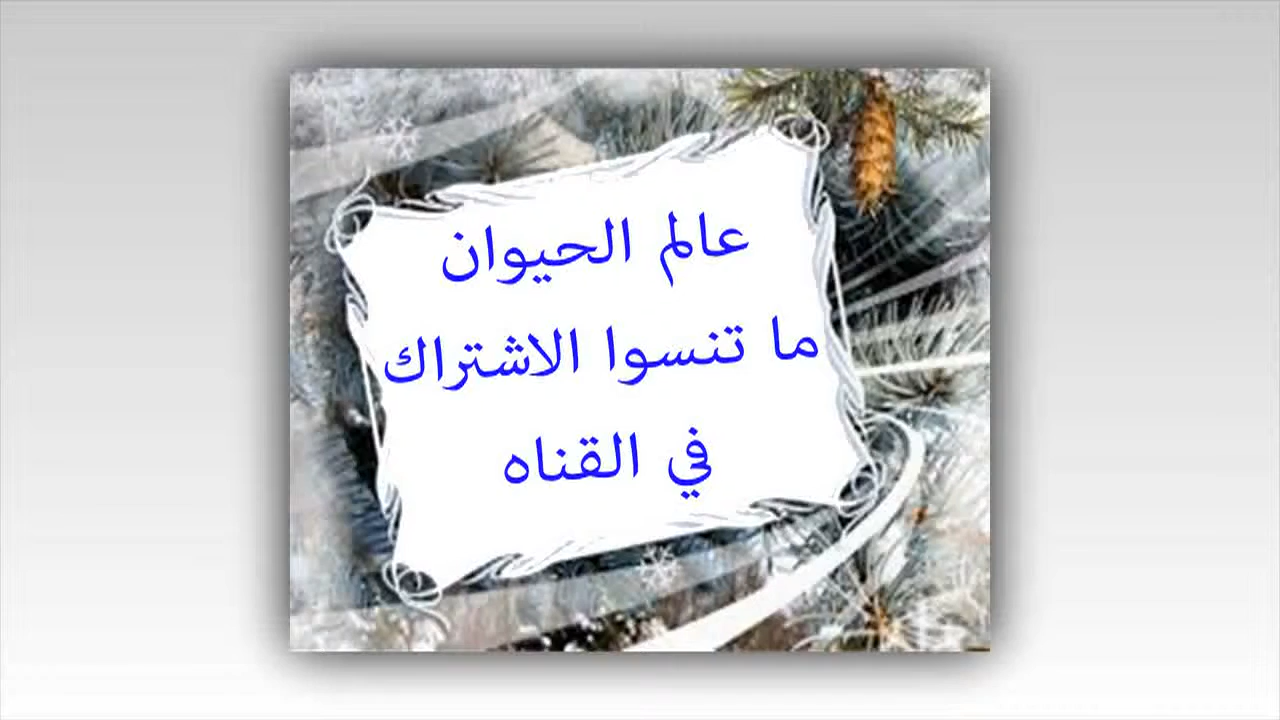 عالم الحيوان
ما تنسوا الاشتراك
في القناه